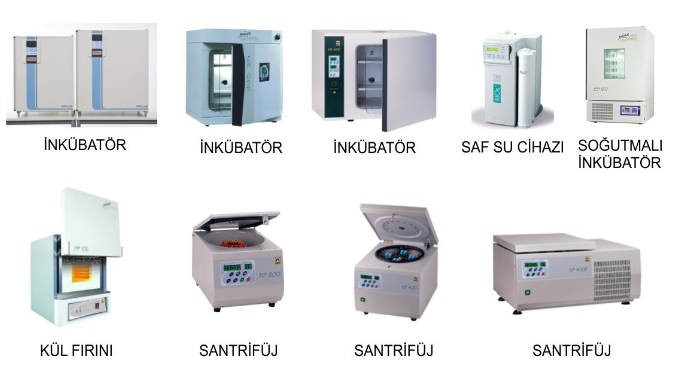 İNKÜBATÖR
İNKÜBATÖR
İNKÜBATÖR
SAF SU CİHAZI
SOĞUTMALI
İNKÜBATÖR
KÜL FIRINI
SANTRİFÜJ
SANTRİFÜJ
SANTRİFÜJ